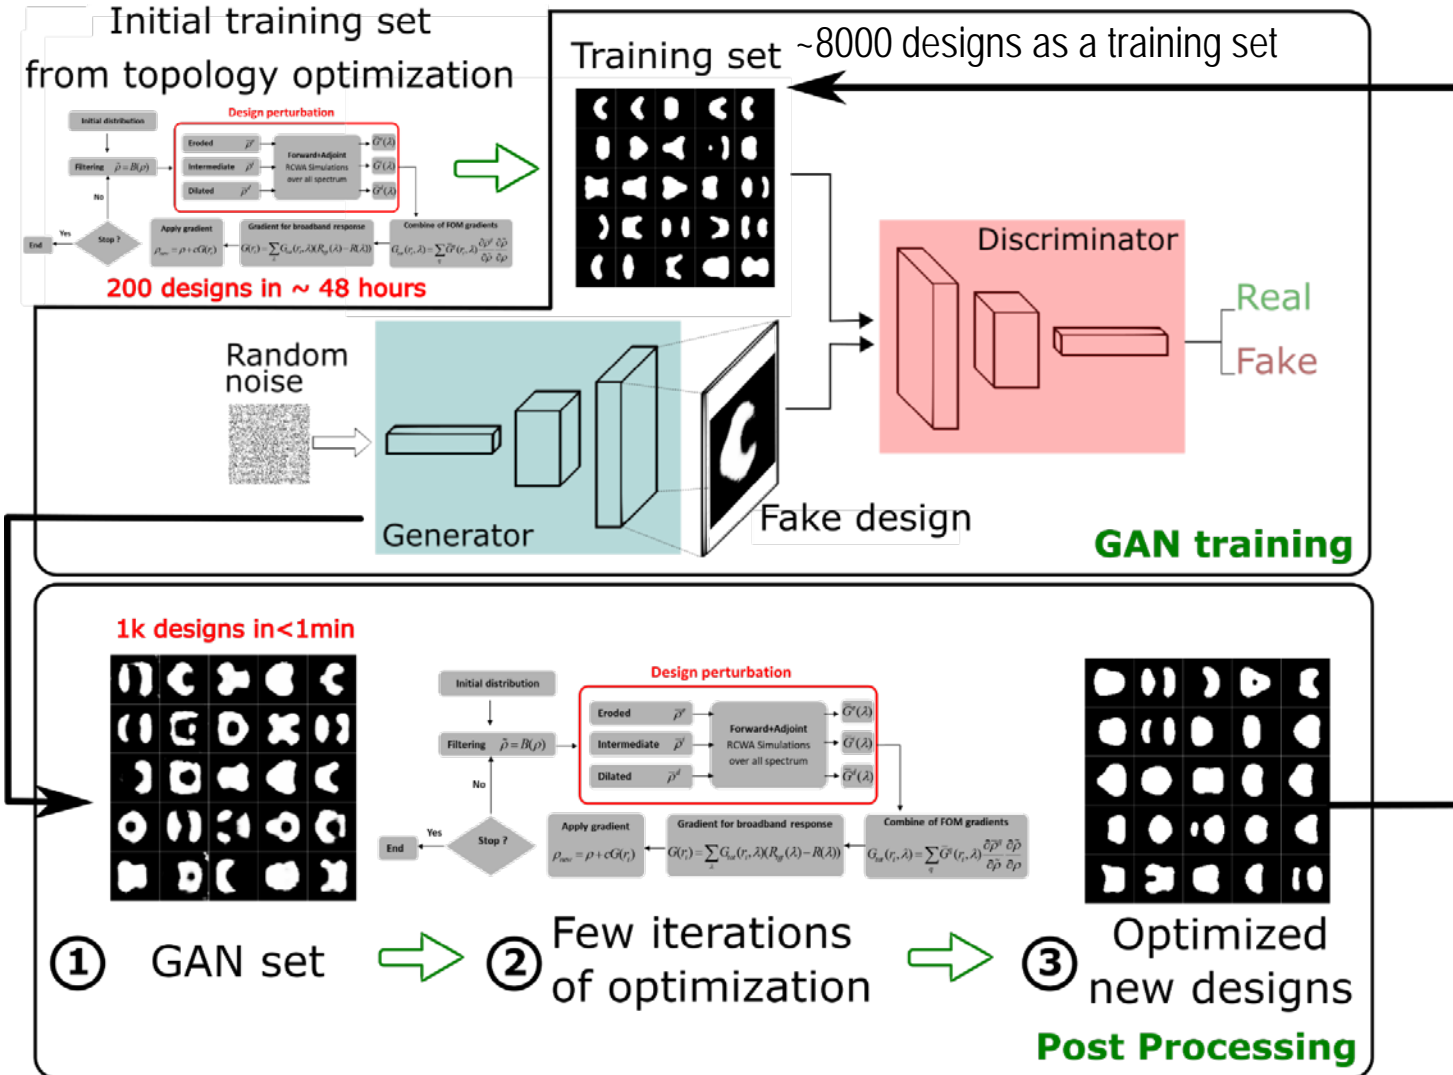 Initial training set
from topology optimization
Design perturbation
Initial distribution
Filtering ρ̃=B(ρ)
Eroded ρ̄ᵉ
Intermediate ρ̄ⁱ
Dilated ρ̄ᵈ
Forward+Adjoint
RCWA Simulations
over all spectrum
G̅ᵉ(λ)
G̅ⁱ(λ)
G̅ᵈ(λ)
No
Yes
End
Stop ?
Apply gradient
Gradient for broadband response
Combine of FOM gradients
200 designs in ~ 48 hours
Training set
~8000 designs as a training set
Random
noise
Generator
Fake design
Discriminator
Real
Fake
GAN training
1k designs in<1min
Design perturbation
Initial distribution
Filtering ρ̃=B(ρ)
Eroded ρ̄ᵉ
Intermediate ρ̄ⁱ
Dilated ρ̄ᵈ
Forward+Adjoint
RCWA Simulations
over all spectrum
G̅ᵉ(λ)
G̅ⁱ(λ)
G̅ᵈ(λ)
No
Yes
End
Stop ?
Apply gradient
Gradient for broadband response
Combine of FOM gradients
1 GAN set
2 Few iterations
of optimization
3 Optimized
new designs
Post Processing